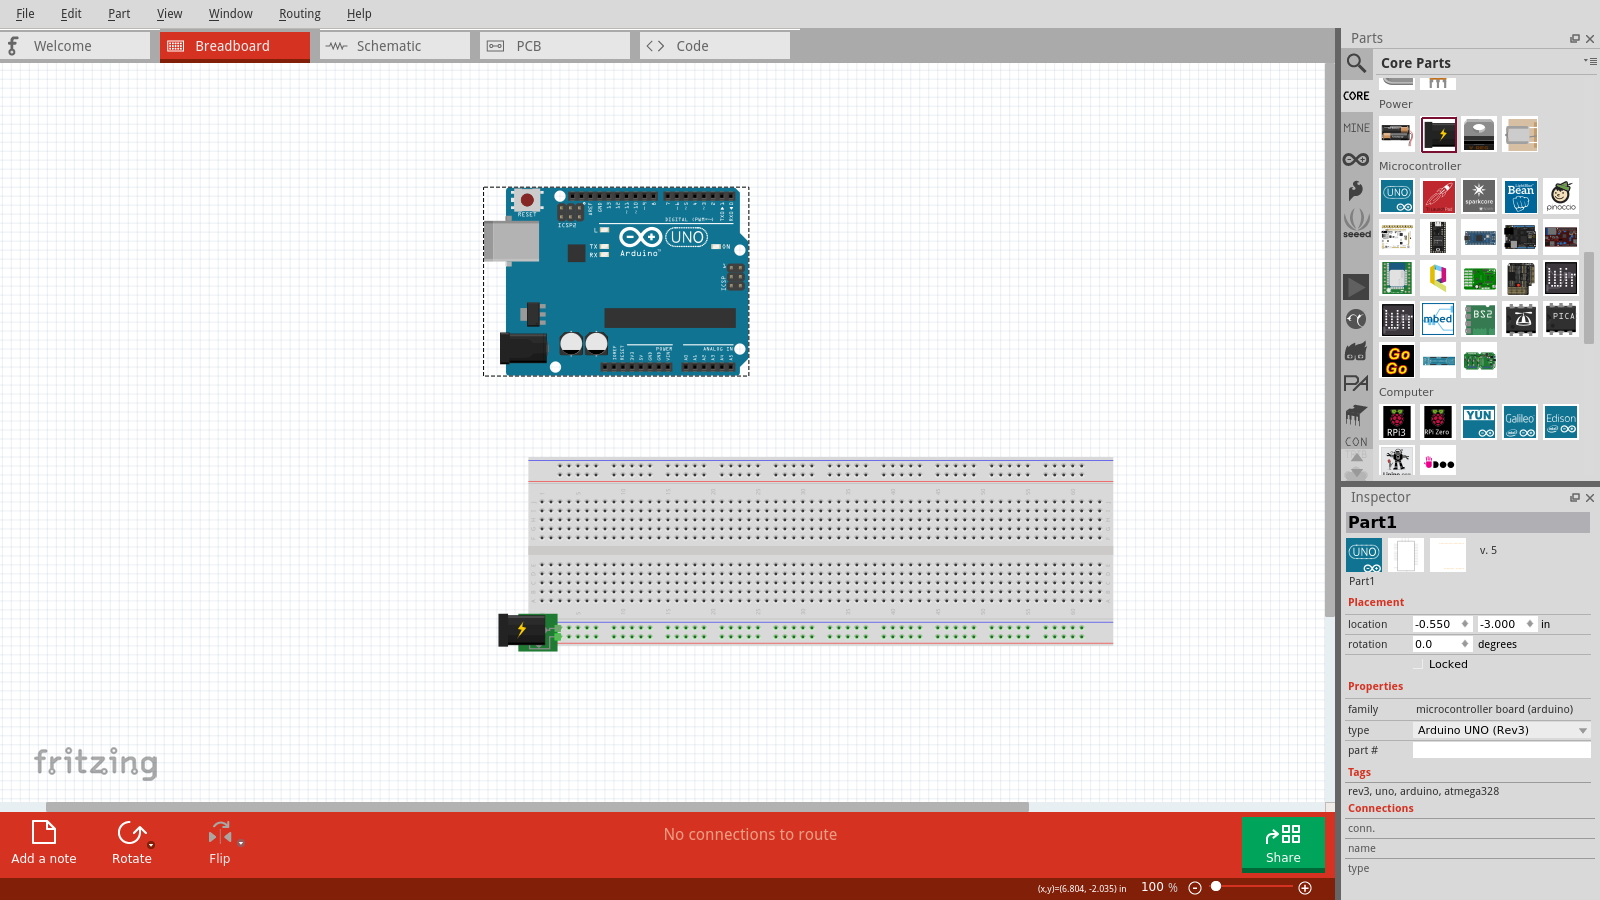 File Edit Part View Window Routing Help
Welcome
Breadboard
Schematic
PCB
Code
Parts
Core Parts
CORE
MINE
seeed
CON
Power
Microcontroller
UNO
sparkcore
Bean
pinoccio
mbed
BS2
PICA
Go
Go
Computer
RPi3
RPi Zero
YUN
Galileo
Edison
RESET
ICSP2
L
TX
RX
DIGITAL (PWM~)
UNO
ON
Arduino
ICSP
1
POWER
ANALOG IN
fritzing
Inspector
Part1
UNO
v. 5
Part1
Placement
location -0.550 -3.000 in
rotation 0.0 degrees
Locked
Properties
family microcontroller board (arduino)
type Arduino UNO (Rev3)
part #
Tags
rev3, uno, arduino, atmega328
Connections
conn.
name
type
Add a note
Rotate
Flip
No connections to route
Share
(x,y)=(6.804, -2.035) in 100 %